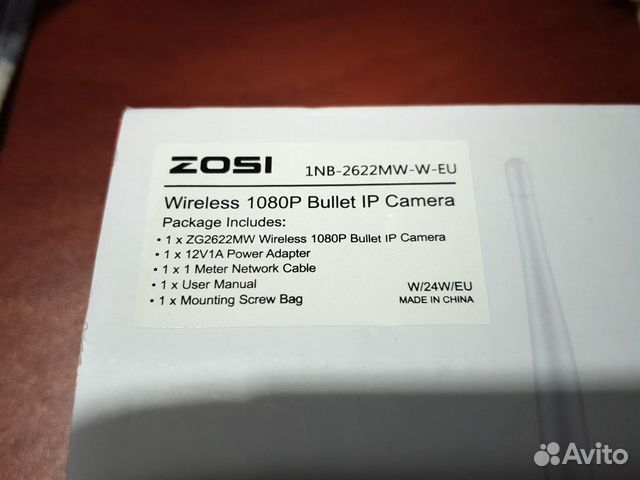 ZOSI 1NB-2622MW-W-EU
Wireless 1080P Bullet IP Camera
Package Includes:
• 1 x ZG2622MW Wireless 1080P Bullet IP Camera
• 1 x 12V1A Power Adapter
• 1 x 1 Meter Network Cable
• 1 x User Manual
• 1 x Mounting Screw Bag
W/24W/EU
MADE IN CHINA
Avito